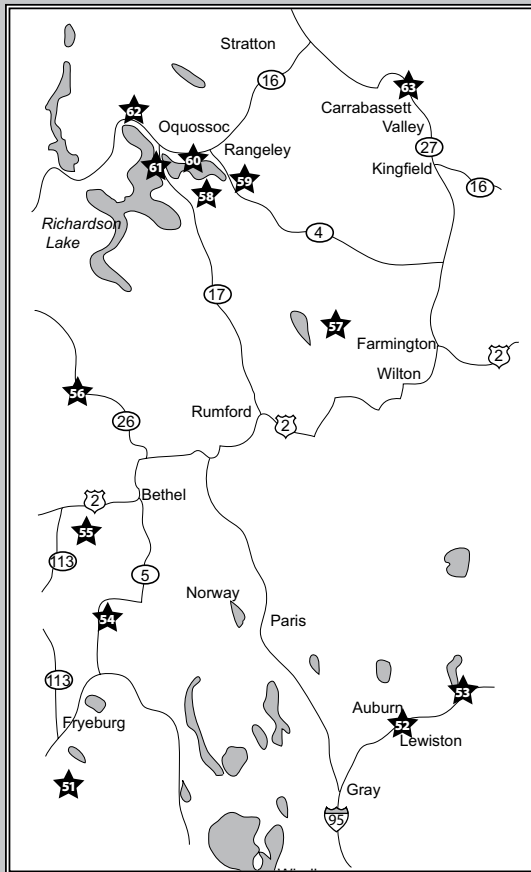 Stratton
16
63
Carrabassett
Valley
62
Oquossoc
60
Rangeley
27
61
59
Kingfield
58
16
Richardson
Lake
4
17
57
Farmington
2
Wilton
56
Rumford
26
2
Bethel
2
55
113
5
Norway
54
Paris
113
53
Auburn
Fryeburg
52
Lewiston
51
Gray
95